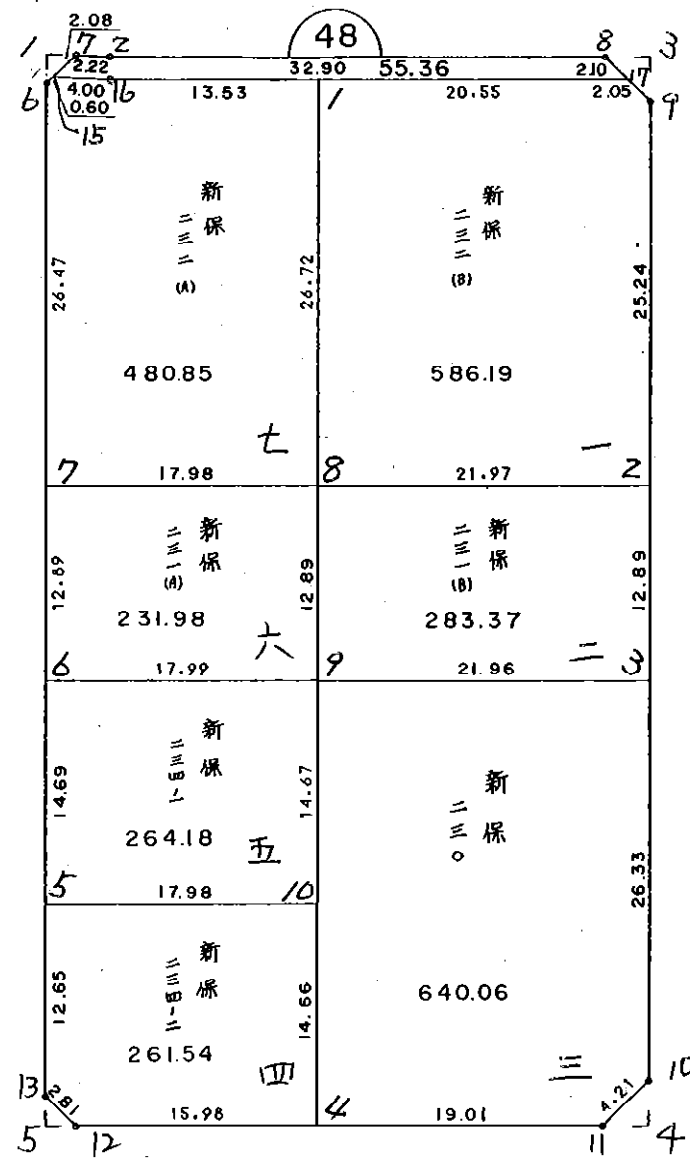 48
2.08
1 7 2 8 3
2.22 32.90 55.36 2.10 17
6 4.00 16 13.53 1 20.55 2.05 9
0.60
15
新保
二三二
(A)
新保
二三二
(B)
26.47
26.72
25.24
480.85
586.19
七
一
7 17.98 8 21.97 2
新保
二三一
(A)
新保
二三一
(B)
12.89
12.89
12.89
231.98
283.37
六
二
6 17.99 9 21.96 3
新保
二三四-一
新保
二三〇
14.69
14.67
26.33
264.18
五
5 17.98 10
新保
二三四-二
12.65
14.66
640.06
261.54
四
三
13 2.81 4.21 10
5 12 15.98 4 19.01 11 4